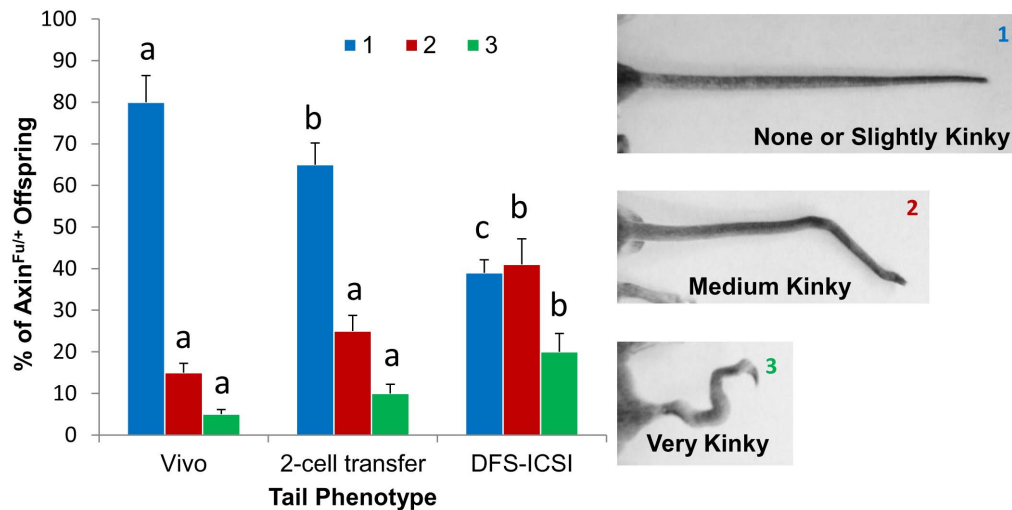 100
90
80
70
60
50
40
30
20
10
0
% of Axin^Fu/+ Offspring
1 2 3
a
a
a
b
a
a
c
b
b
Vivo 2-cell transfer DFS-ICSI
Tail Phenotype
1
None or Slightly Kinky
2
Medium Kinky
3
Very Kinky